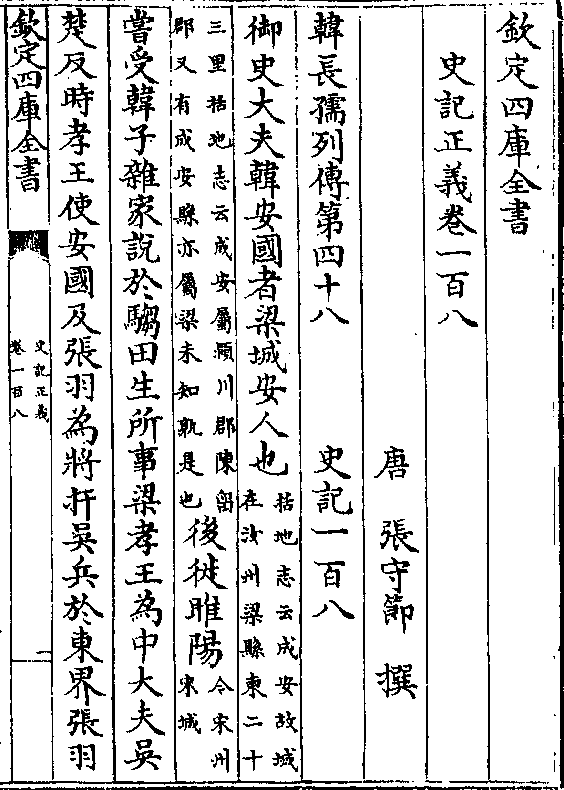 欽定四庫全書
史記正義卷一百八
唐 張守節 撰
韓長孺列傳第四十八 史記一百八
御史大夫韓安國者梁城安人也
括地志云成安故城
在汝州梁縣東二十
三里括地志云成安屬潁川郡陳留
郡又有成安縣亦屬梁未知孰是也
後徙睢陽
今宋州
宋城
嘗受韓子雜家說於騶田生所事梁孝王為中大夫吳
楚反時孝王使安國及張羽為將扞吳兵於東界張羽
欽定四庫全書
史記正義
卷一百八
一